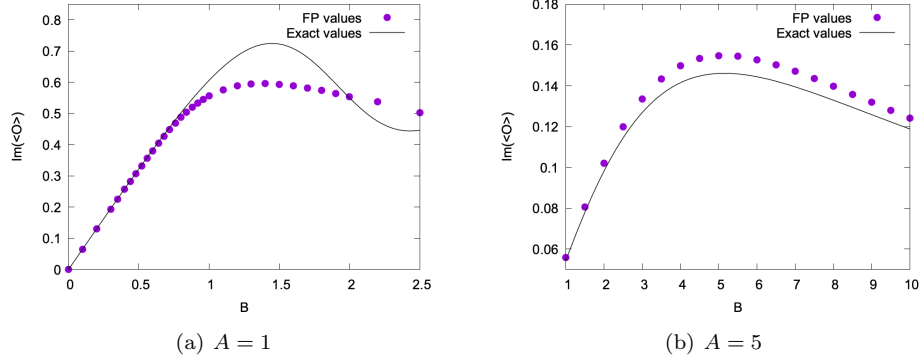 FP values
Exact values
Im(<O>)
0.8
0.7
0.6
0.5
0.4
0.3
0.2
0.1
0
0 0.5 1 1.5 2 2.5
B
(a) A = 1
FP values
Exact values
Im(<O>)
0.18
0.16
0.14
0.12
0.1
0.08
0.06
1 2 3 4 5 6 7 8 9 10
B
(b) A = 5